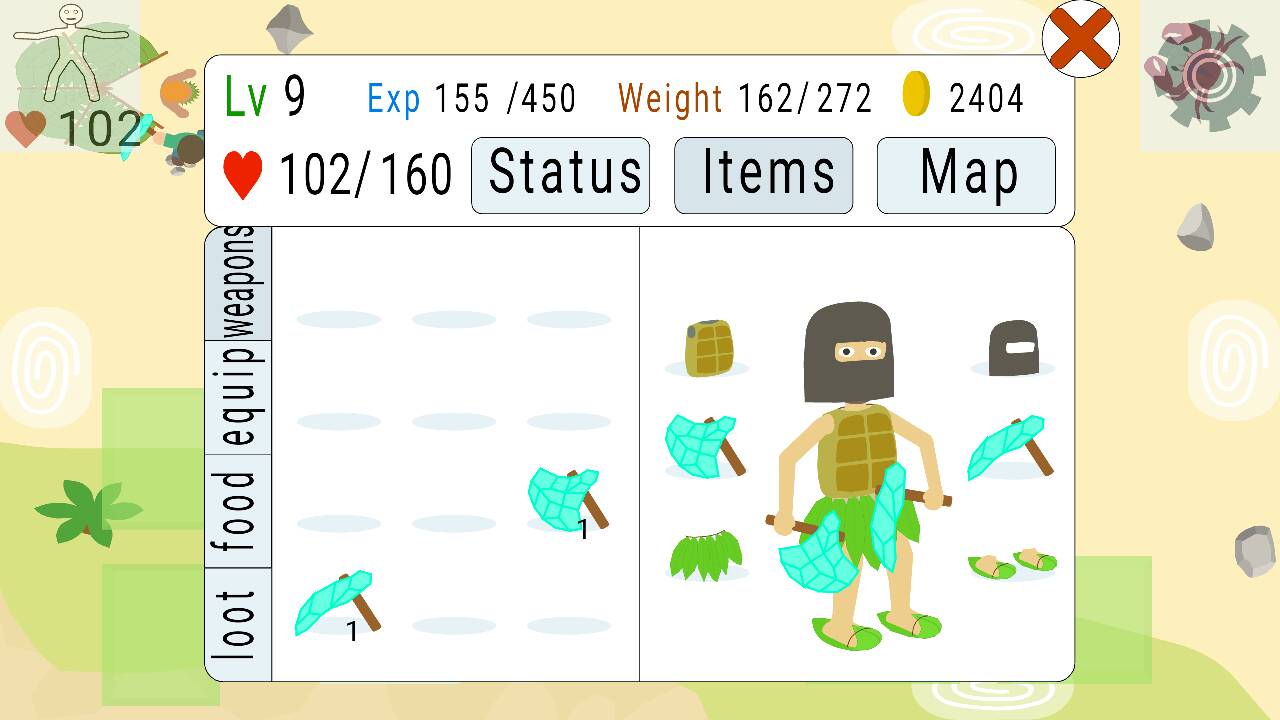 102
Lv 9 Exp 155 /450 Weight 162/272 2404
102/160 Status Items Map
weapons
equip
food
loot
1
1